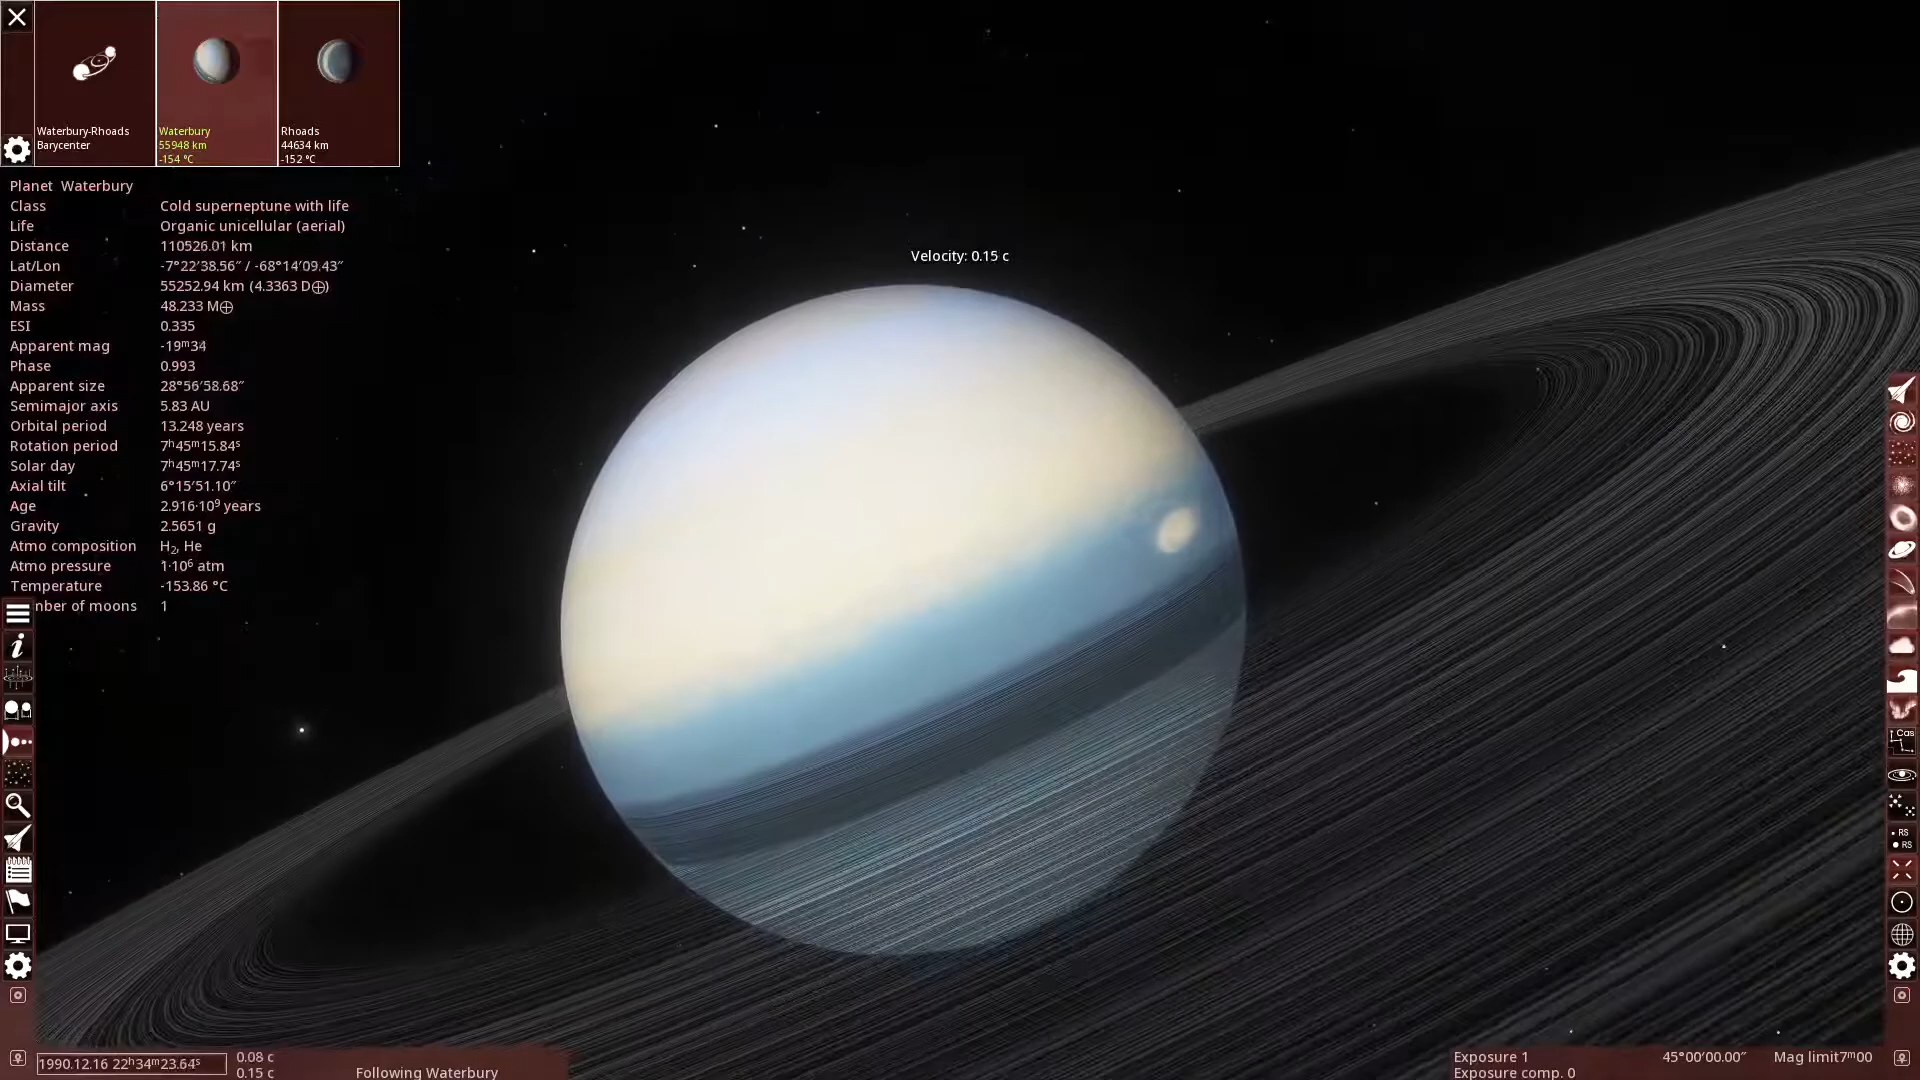 Waterbury-Rhoads
Barycenter
Waterbury
55948 km
-154 °C
Rhoads
44634 km
-152 °C
Planet Waterbury
Class Cold superneptune with life
Life Organic unicellular (aerial)
Distance 110526.01 km
Lat/Lon -7°22′38.56″ / -68°14′09.43″
Diameter 55252.94 km (4.3363 D⊕)
Mass 48.233 M⊕
ESI 0.335
Apparent mag -19ᵐ34
Phase 0.993
Apparent size 28°56′58.68″
Semimajor axis 5.83 AU
Orbital period 13.248 years
Rotation period 7ʰ45ᵐ15.84ˢ
Solar day 7ʰ45ᵐ17.74ˢ
Axial tilt 6°15′51.10″
Age 2.916·10⁹ years
Gravity 2.5651 g
Atmo composition H₂, He
Atmo pressure 1·10⁶ atm
Temperature -153.86 °C
nber of moons 1
Velocity: 0.15 c
Cas
RS
RS
1990.12.16 22ʰ34ᵐ23.64ˢ
0.08 c
0.15 c
Following Waterbury
Exposure 1
Exposure comp. 0
45°00′00.00″
Mag limit7ᵐ00